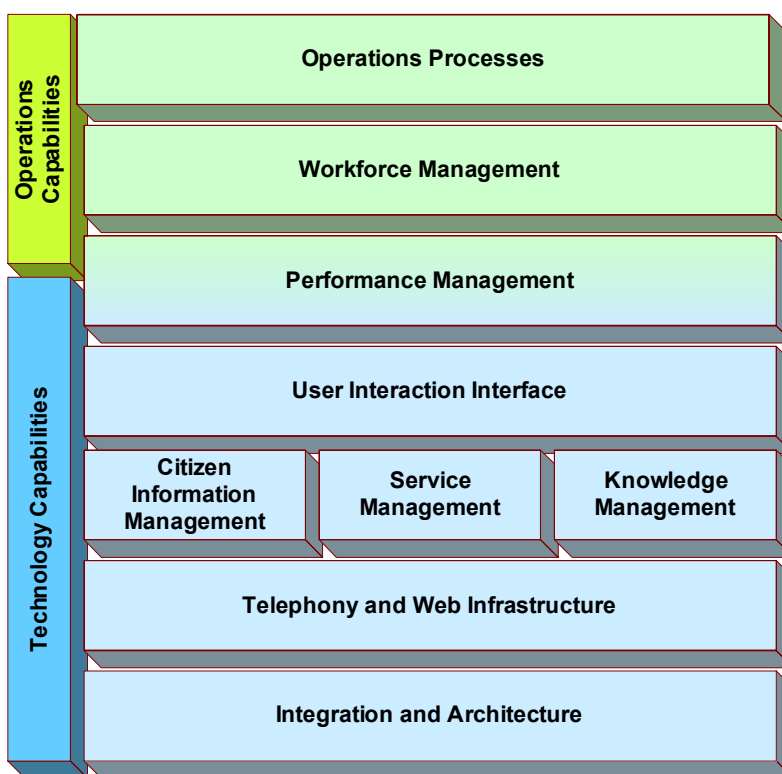 Operations
Capabilities
Operations Processes
Workforce Management
Performance Management
Technology Capabilities
User Interaction Interface
Citizen
Information
Management
Service
Management
Knowledge
Management
Telephony and Web Infrastructure
Integration and Architecture